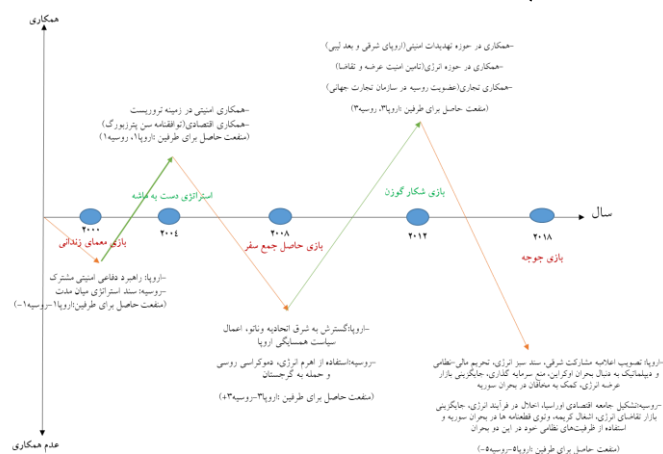 همکاری
-همکاری در حوزه تهدیدات امنیتی(اروپای شرقی و بعد لیبی)
-همکاری در حوزه انرژی(تامین امنیت عرضه و تقاضا)
-همکاری تجاری(عضویت روسیه در سازمان تجارت جهانی)
(منفعت حاصل برای طرفین :اروپا۳، روسیه۳)
-همکاری امنیتی در زمینه تروریست
-همکاری اقتصادی(توافقنامه سن پترزبورگ)
(منفعت حاصل برای طرفین :اروپا۱، روسیه۱)
استراتژی دست به ماشه
بازی شکار گوزن
سال
۲۰۰۰
۲۰۰٤
۲۰۰۸
۲۰۱۲
۲۰۱۸
بازی معمای زندانی
بازی حاصل جمع صفر
بازی جوجه
-اروپا: راهبرد دفاعی امنیتی مشترک
-روسیه: سند استراتژی میان مدت
(منفعت حاصل برای طرفین:اروپا۱-روسیه۱-)
-اروپا:گسترش به شرق اتحادیه وناتو، اعمال
سیاست همسایگی اروپا
-روسیه:استفاده از اهرم انرژی، دموکراسی روسی
و حمله به گرجستان
(منفعت حاصل برای طرفین :اروپا۳-روسیه۳+)
-اروپا: تصویب اعلامه مشارکت شرقی، سند سبز انرژی، تحریم مالی-نظامی
و دیپلماتیک به دنبال بحران اوکراین، منع سرمایه گذاری، جایگزینی بازار
عرضه انرژی، کمک به مخالفان در بحران سوریه
-روسیه:تشکیل جامعه اقتصادی اوراسیا، اخلال در فرآیند انرژی، جایگزینی
بازار تقاضای انرژی، اشغال کریمه، وتوی قطعنامه ها در بحران سوریه و
استفاده از ظرفیت‌های نظامی خود در این دو بحران
(منفعت حاصل برای طرفین :اروپا۵-روسیه۵-)
عدم همکاری